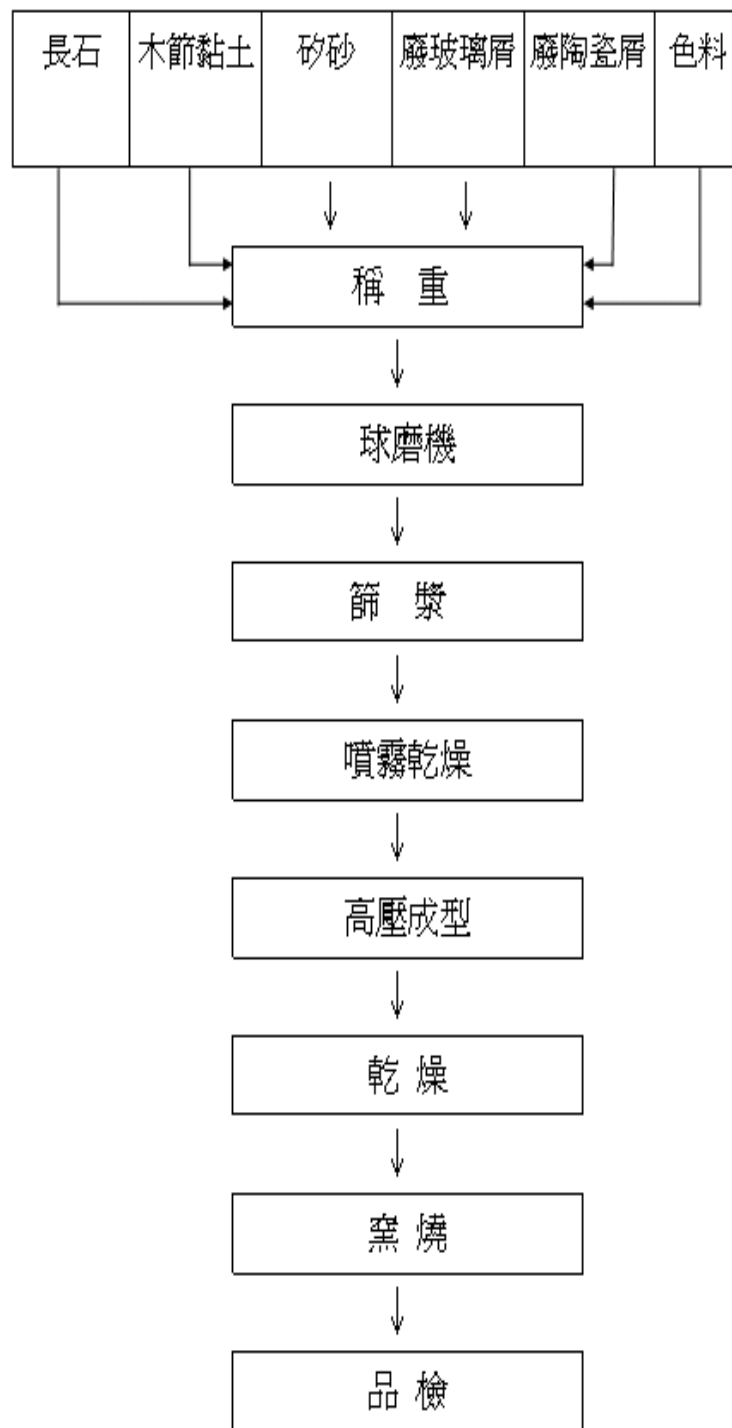 長石 木節黏土 矽砂 廢玻璃屑 廢陶瓷屑 色料
稱 重
球磨機
篩 漿
噴霧乾燥
高壓成型
乾 燥
窯 燒
品 檢